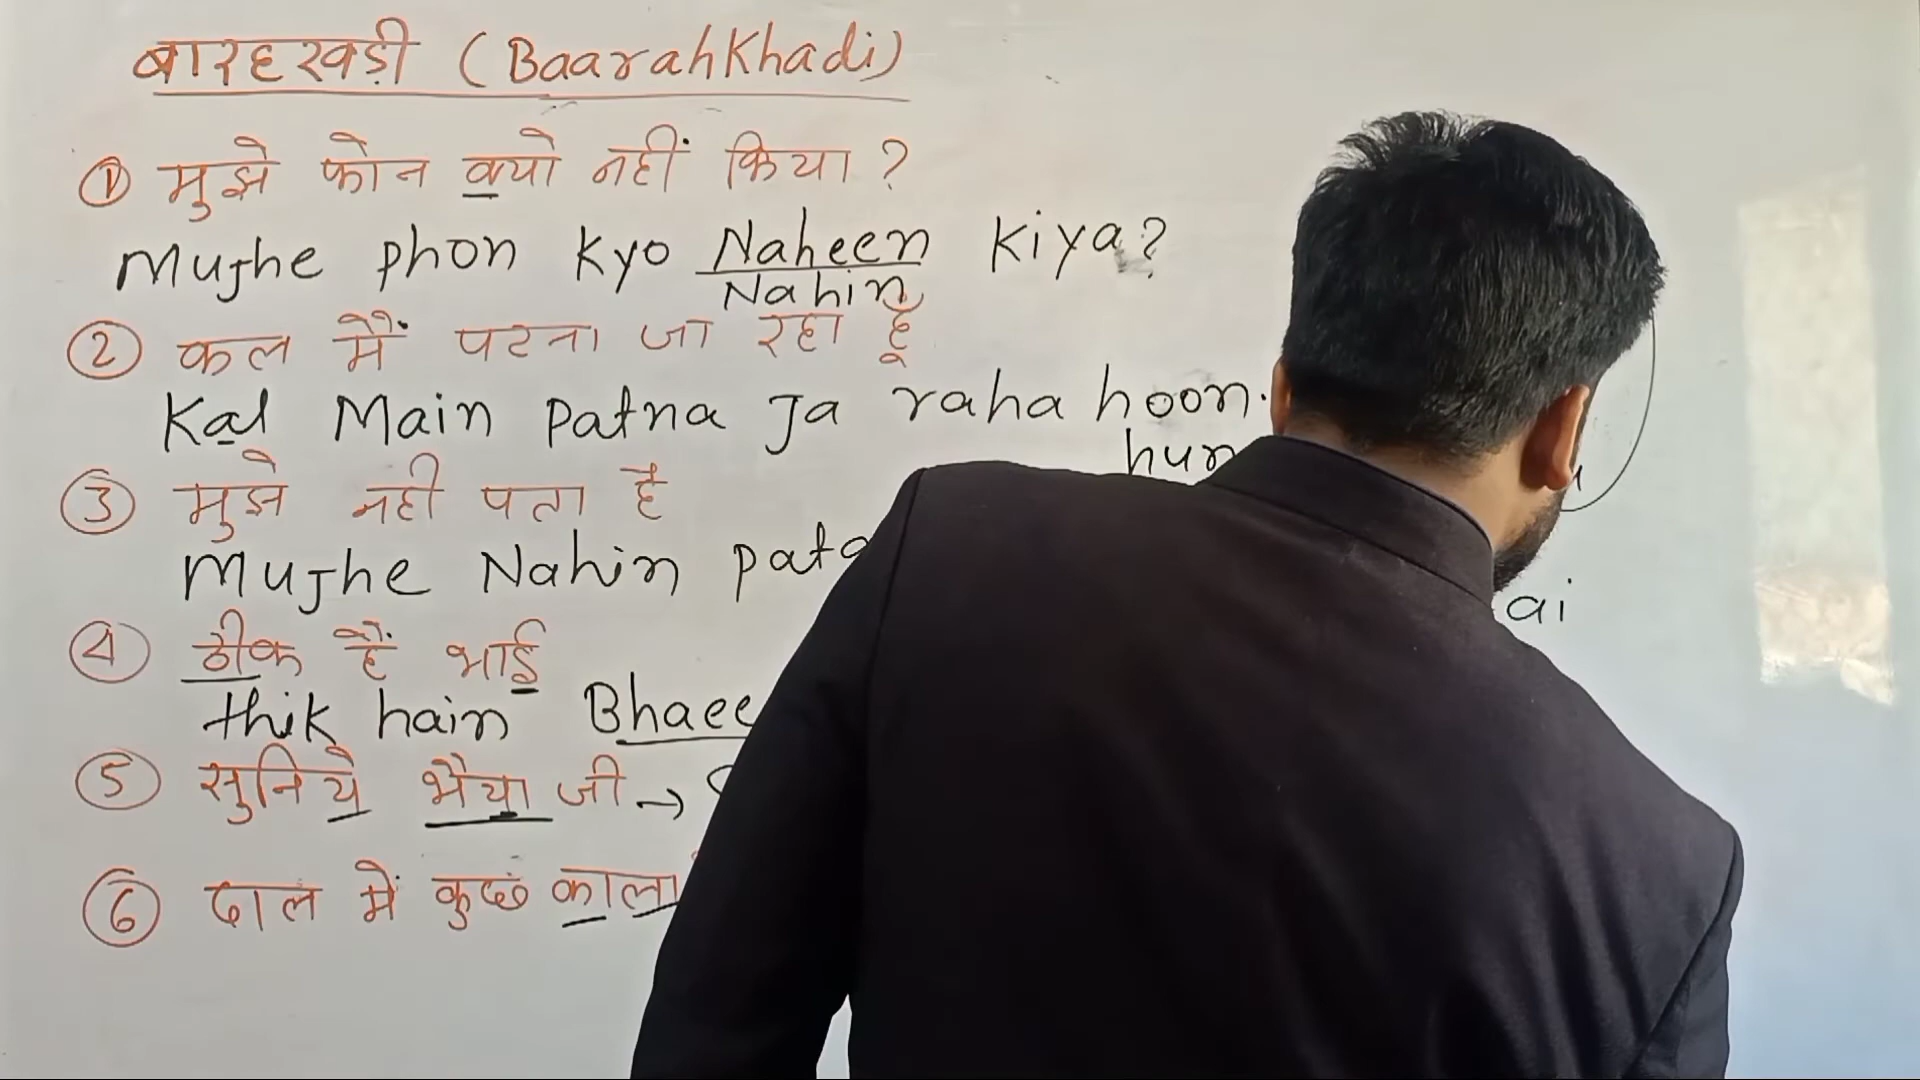 बारहखड़ी (BaarahKhadi)
① मुझे फोन क्यो नहीं किया ?
Mujhe phon Kyo Naheen Kiya?
Nahin
② कल मैं पटना जा रहा हूँ
Kal Main Patna Ja raha hoon.
hun
③ मुझे नही पता है
Mujhe Nahin pata
ai
④ ठीक हैं भाई
thik hain Bhaee
⑤ सुनिये भैया जी →
⑥ दाल में कुछ काला